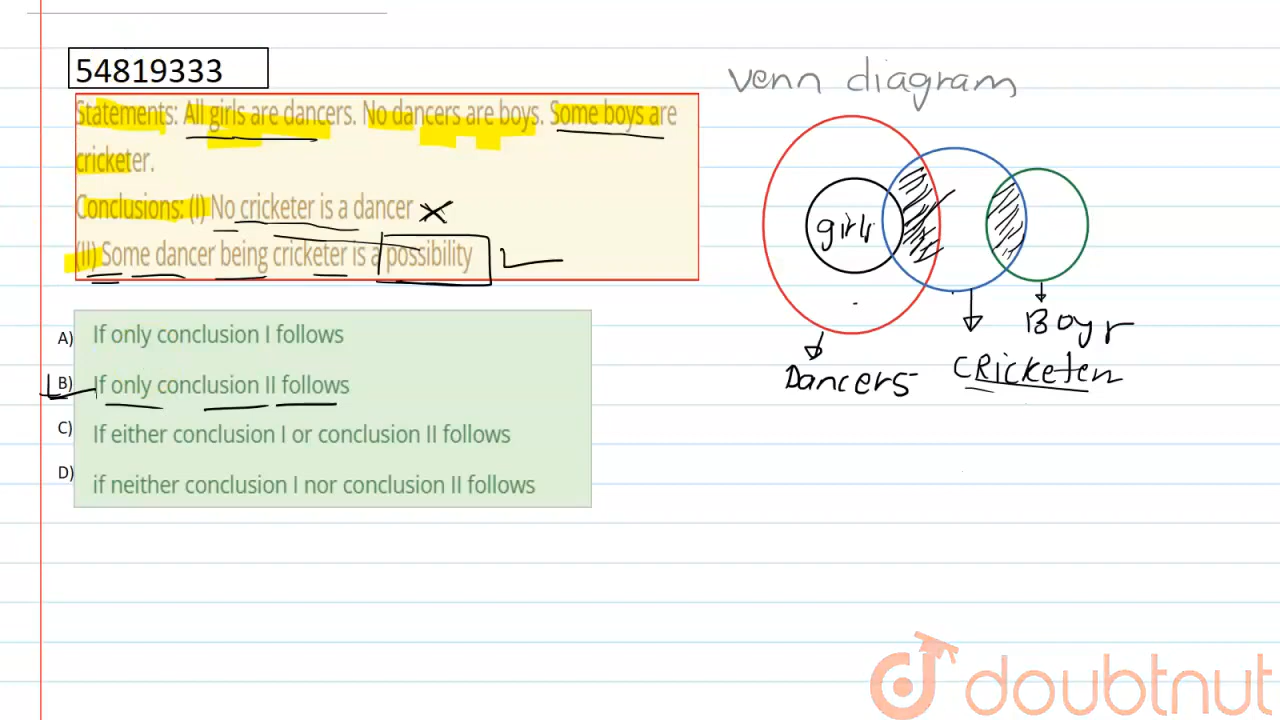 54819333
Statements: All girls are dancers. No dancers are boys. Some boys are
cricketer.
Conclusions: (I) No cricketer is a dancer
(II) Some dancer being cricketer is a possibility
A) If only conclusion I follows
B) If only conclusion II follows
C) If either conclusion I or conclusion II follows
D) if neither conclusion I nor conclusion II follows
venn diagram
girls
Boys
CRicketer
Dancers
doubtnut